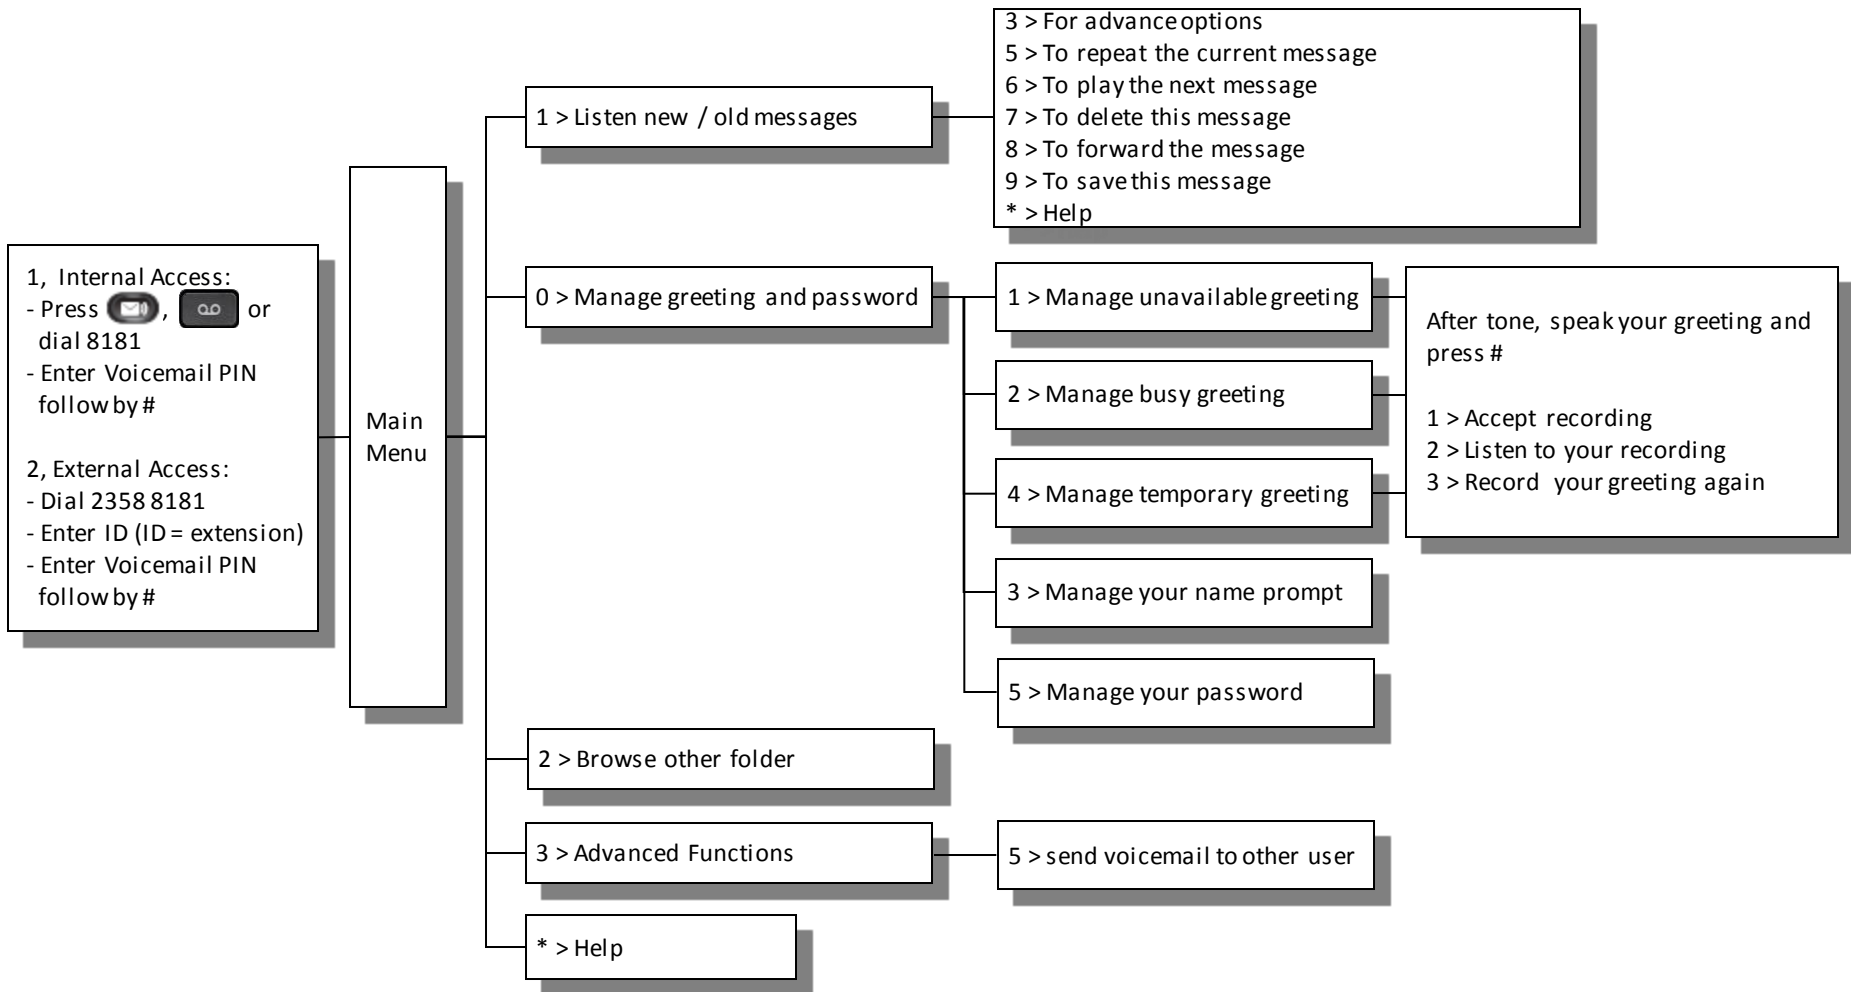 1, Internal Access:
- Press , or
dial 8181
- Enter Voicemail PIN
follow by #
2, External Access:
- Dial 2358 8181
- Enter ID (ID = extension)
- Enter Voicemail PIN
follow by #
Main
Menu
1 > Listen new / old messages
3 > For advance options
5 > To repeat the current message
6 > To play the next message
7 > To delete this message
8 > To forward the message
9 > To save this message
* > Help
0 > Manage greeting and password
1 > Manage unavailable greeting
2 > Manage busy greeting
4 > Manage temporary greeting
3 > Manage your name prompt
5 > Manage your password
After tone, speak your greeting and
press #
1 > Accept recording
2 > Listen to your recording
3 > Record your greeting again
2 > Browse other folder
3 > Advanced Functions
5 > send voicemail to other user
* > Help